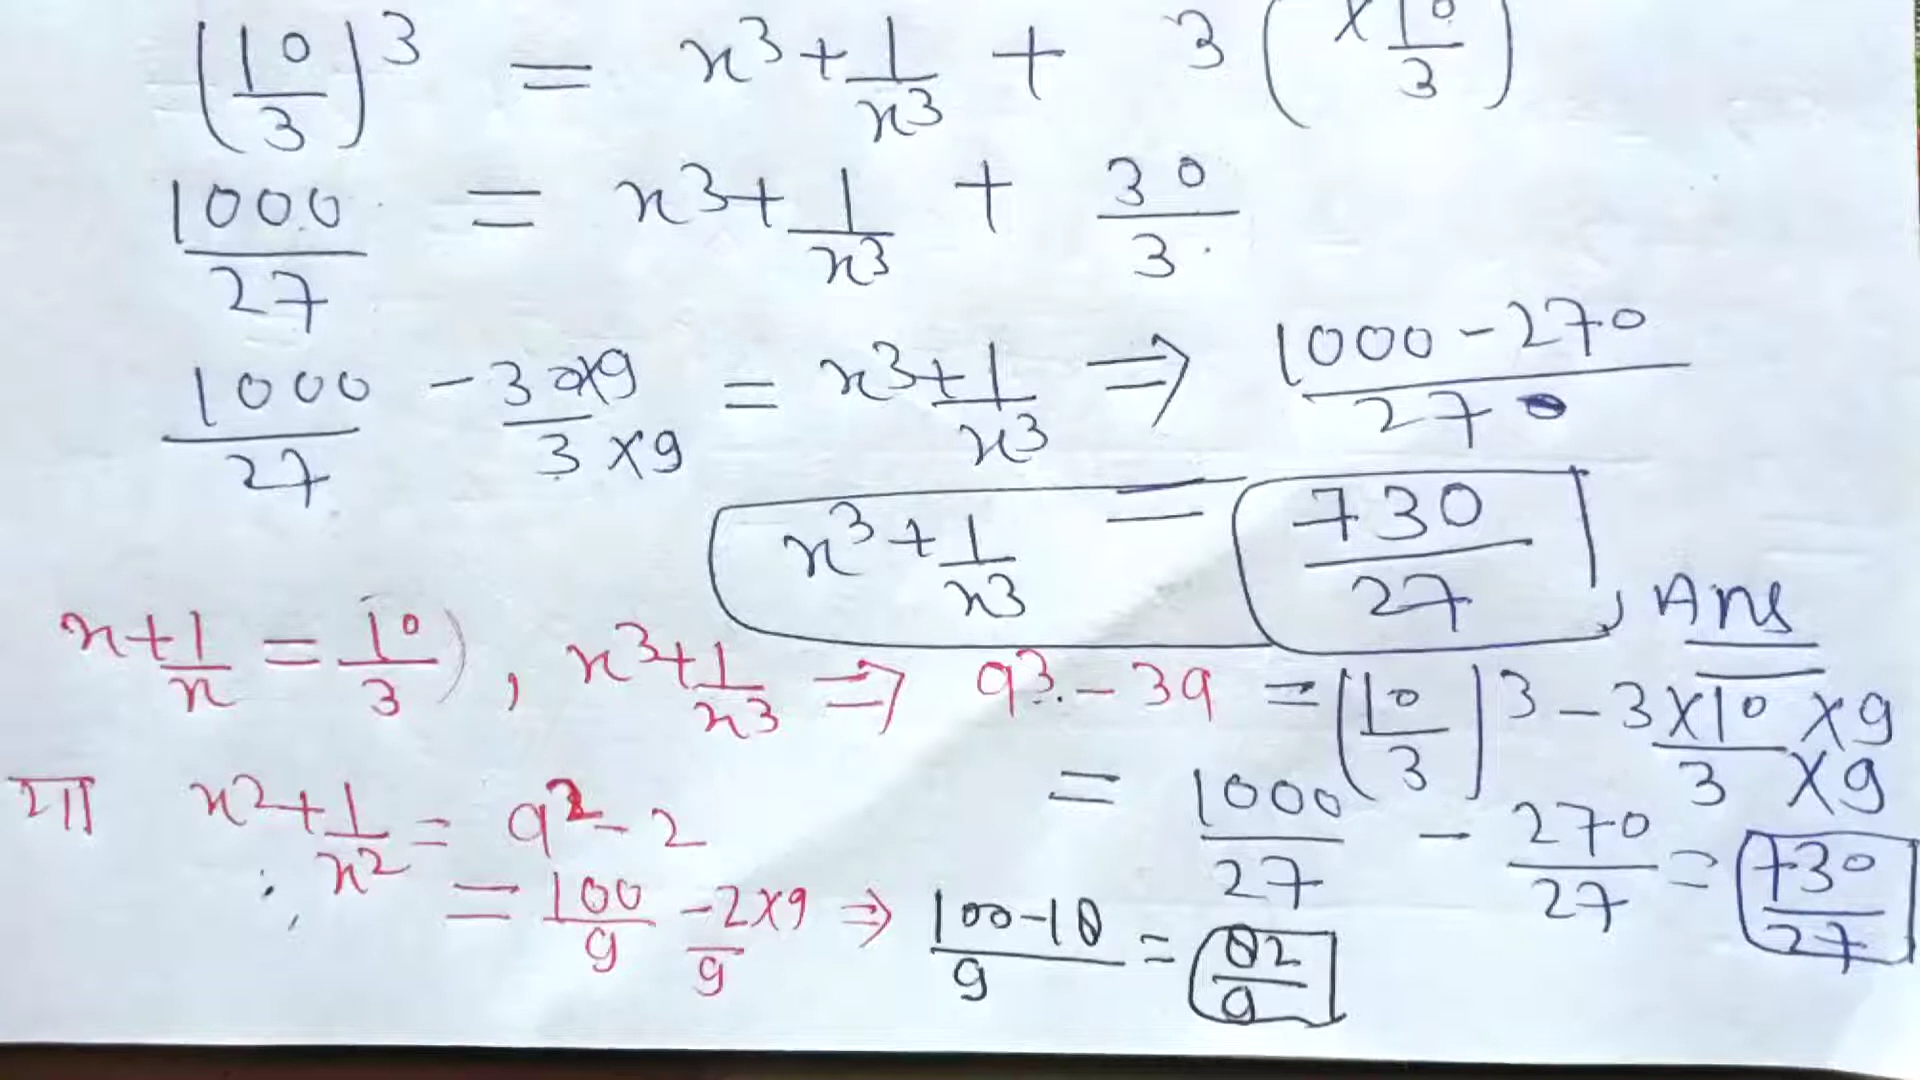 (10/3)³ = x³ + 1/x³ + 3(x 10/3)
1000/27 = x³ + 1/x³ + 30/3
1000/27 - 30×9/3×9 = x³ + 1/x³ ⇒ 1000-270/27
x³ + 1/x³ = 730/27, Ans
x + 1/x = 10/3), x³ + 1/x³ ⇒ a³ - 3a = (10/3)³ - 3×10×9/3×9
= 1000/27 - 270/27 = 730/27
या x² + 1/x² = a² - 2
= 100/9 - 2×9/9 ⇒ 100-18/9 = 82/9